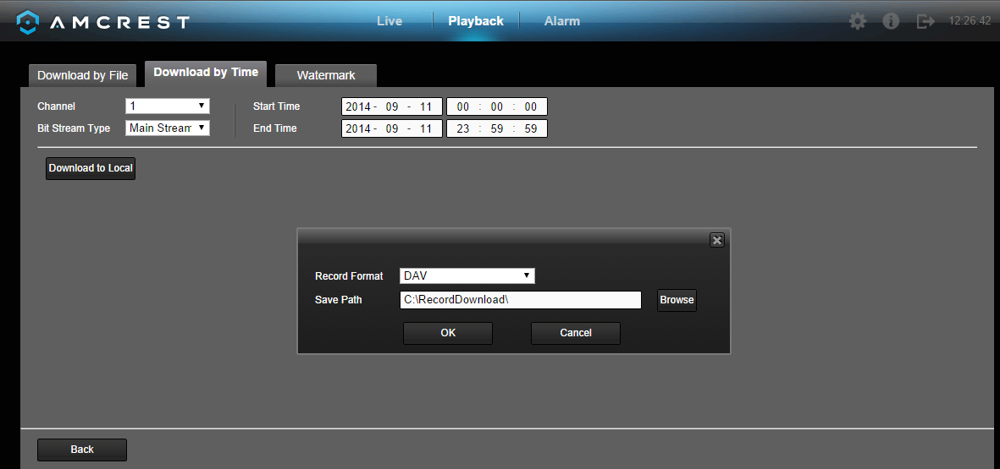 AMCREST Live Playback Alarm 12:26:42
Download by File Download by Time Watermark
Channel 1 Start Time 2014 - 09 - 11 00 : 00 : 00
Bit Stream Type Main Stream End Time 2014 - 09 - 11 23 : 59 : 59
Download to Local
Record Format DAV
Save Path C:\RecordDownload\ Browse
OK Cancel
Back